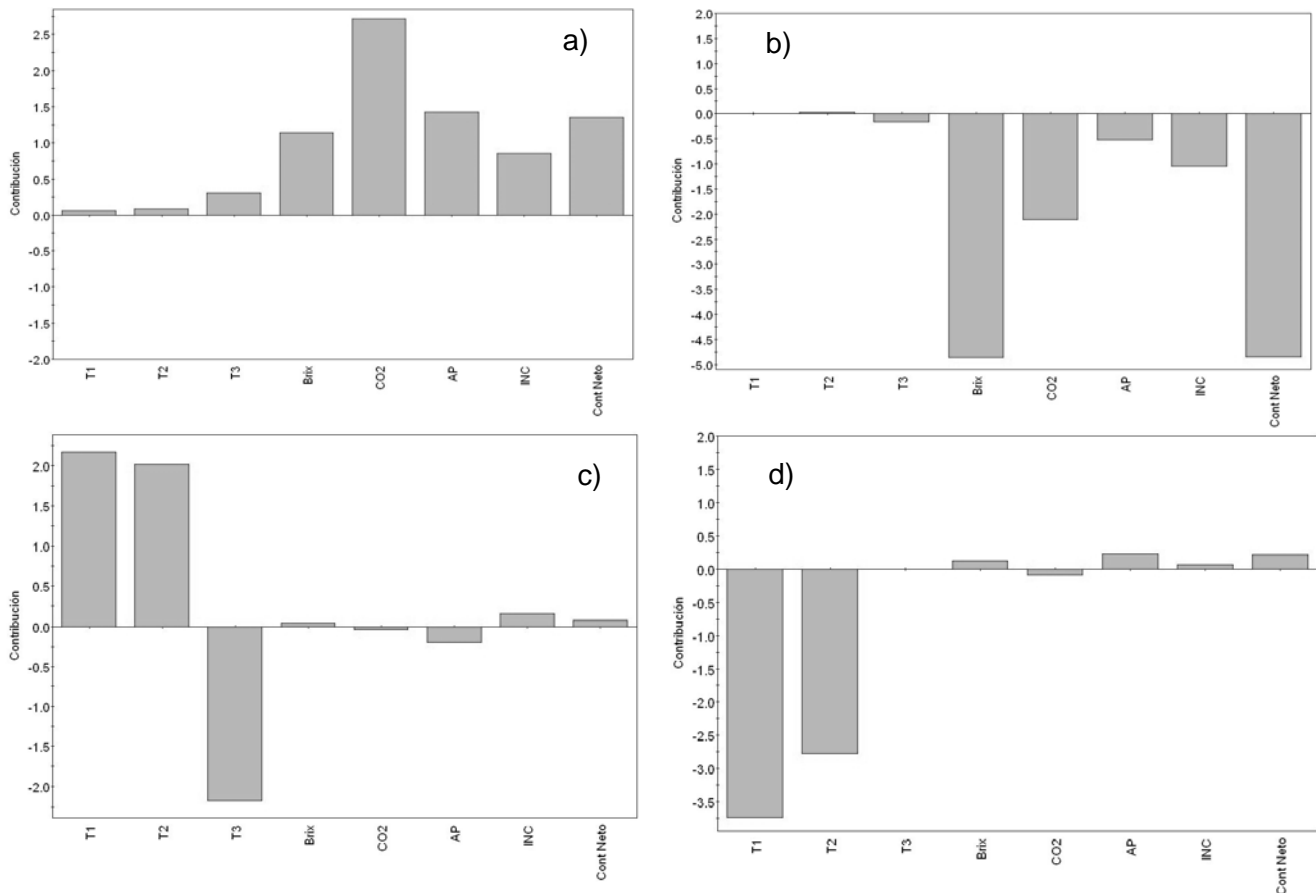 a)
2.5
2.0
1.5
1.0
0.5
0.0
-0.5
-1.0
-1.5
-2.0
Contribución
T1
T2
T3
Brix
CO2
AP
INC
Cont Neto
b)
2.0
1.5
1.0
0.5
0.0
-0.5
-1.0
-1.5
-2.0
-2.5
-3.0
-3.5
-4.0
-4.5
-5.0
Contribución
T1
T2
T3
Brix
CO2
AP
INC
Cont Neto
c)
2.0
1.5
1.0
0.5
0.0
-0.5
-1.0
-1.5
-2.0
Contribución
T1
T2
T3
Brix
CO2
AP
INC
Cont Neto
d)
2.0
1.5
1.0
0.5
0.0
-0.5
-1.0
-1.5
-2.0
-2.5
-3.0
-3.5
Contribución
T1
T2
T3
Brix
CO2
AP
INC
Cont Neto